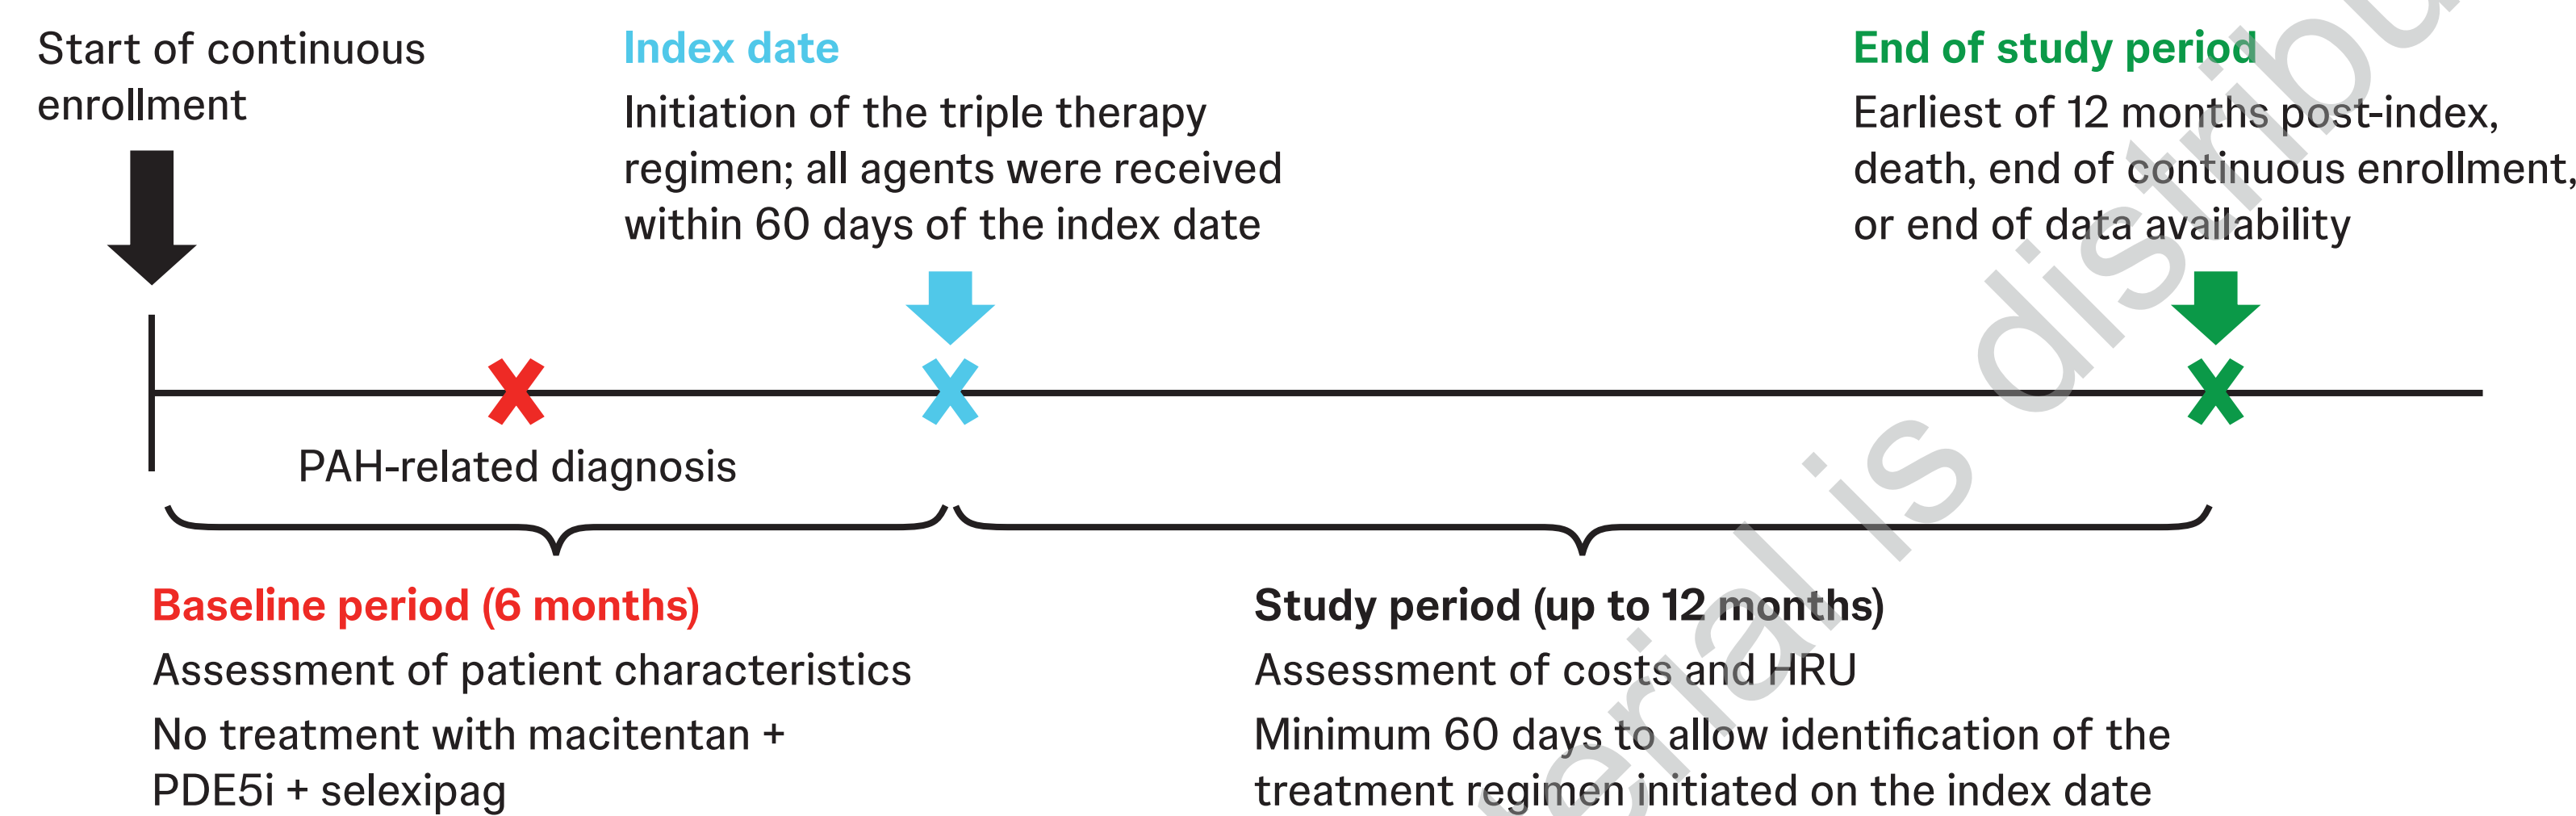 Start of continuous
enrollment
Index date
Initiation of the triple therapy
regimen; all agents were received
within 60 days of the index date
End of study period
Earliest of 12 months post-index,
death, end of continuous enrollment,
or end of data availability
PAH-related diagnosis
Baseline period (6 months)
Assessment of patient characteristics
No treatment with macitentan +
PDE5i + selexipag
Study period (up to 12 months)
Assessment of costs and HRU
Minimum 60 days to allow identification of the
treatment regimen initiated on the index date
is